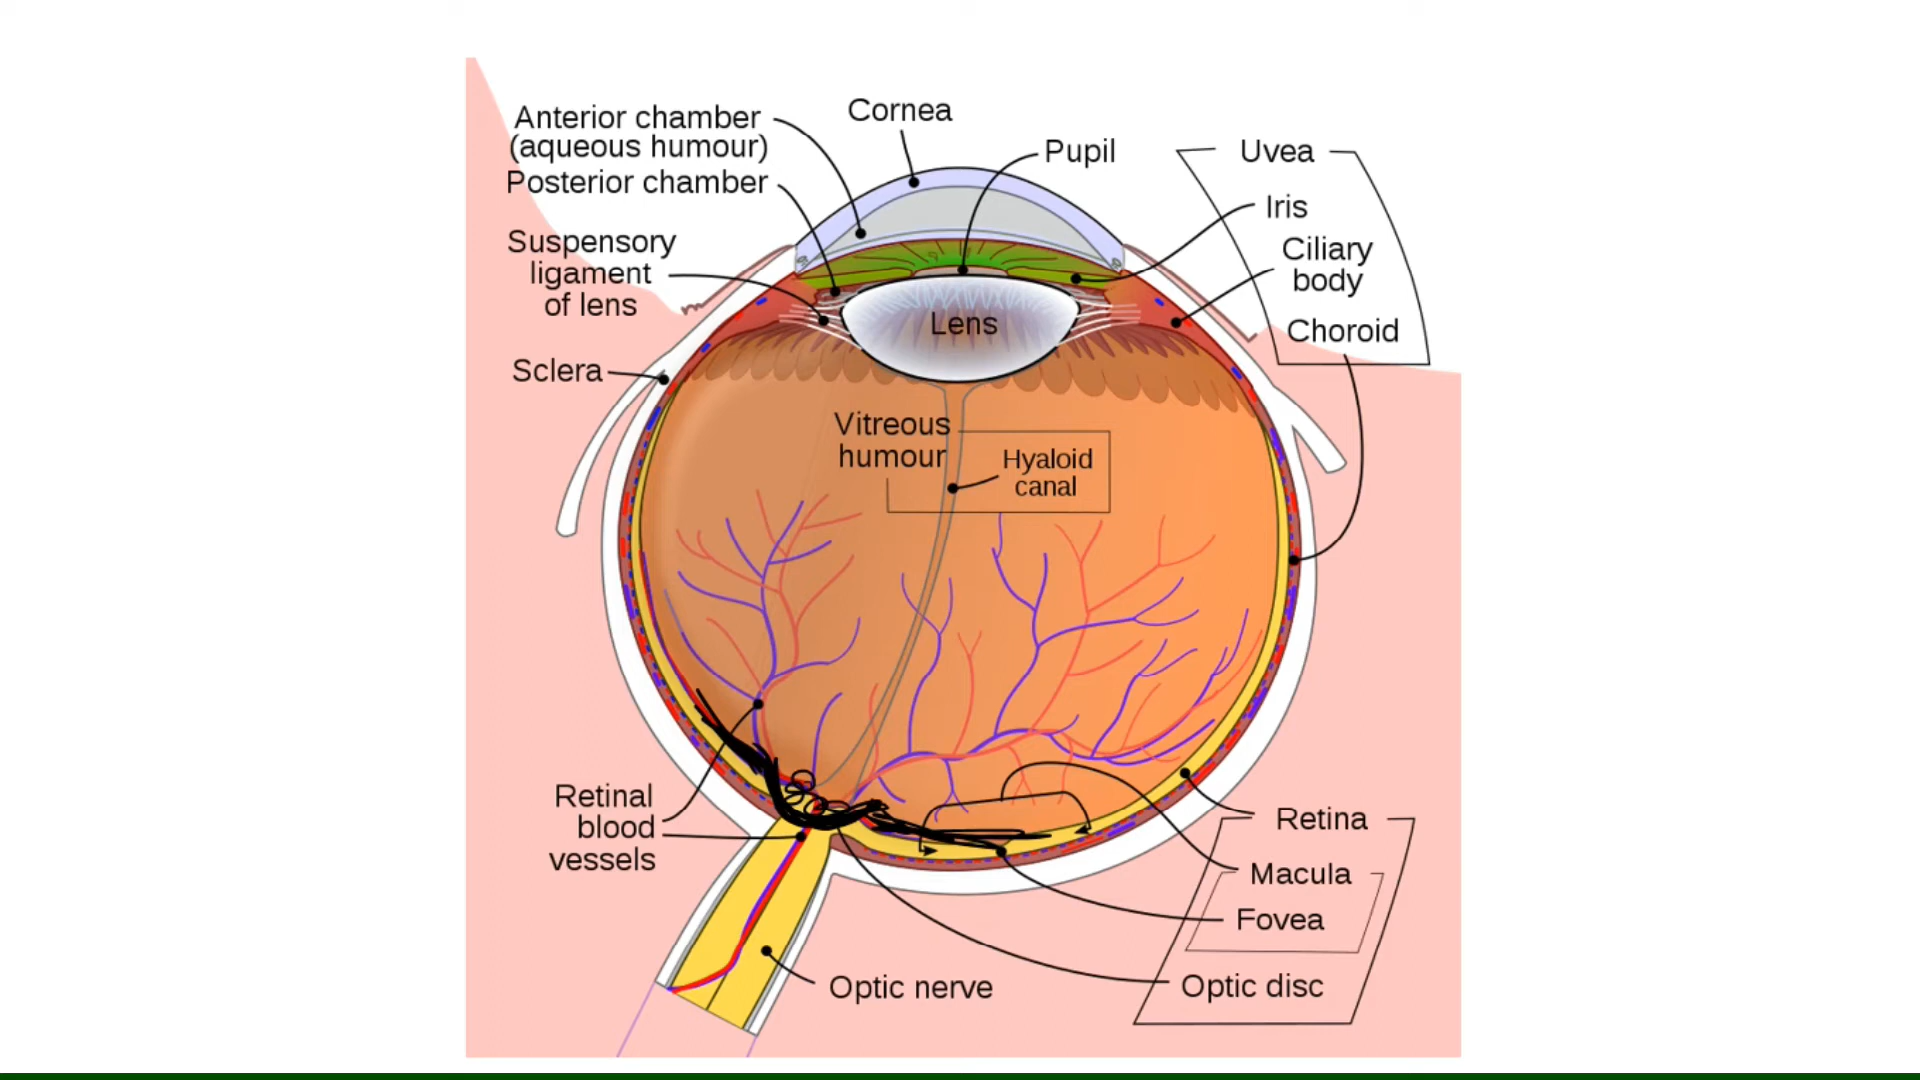 Anterior chamber
(aqueous humour)
Posterior chamber
Suspensory
ligament
of lens
Sclera
Cornea
Pupil
Uvea
Iris
Ciliary
body
Choroid
Lens
Vitreous
humour
Hyaloid
canal
Retinal
blood
vessels
Optic nerve
Retina
Macula
Fovea
Optic disc